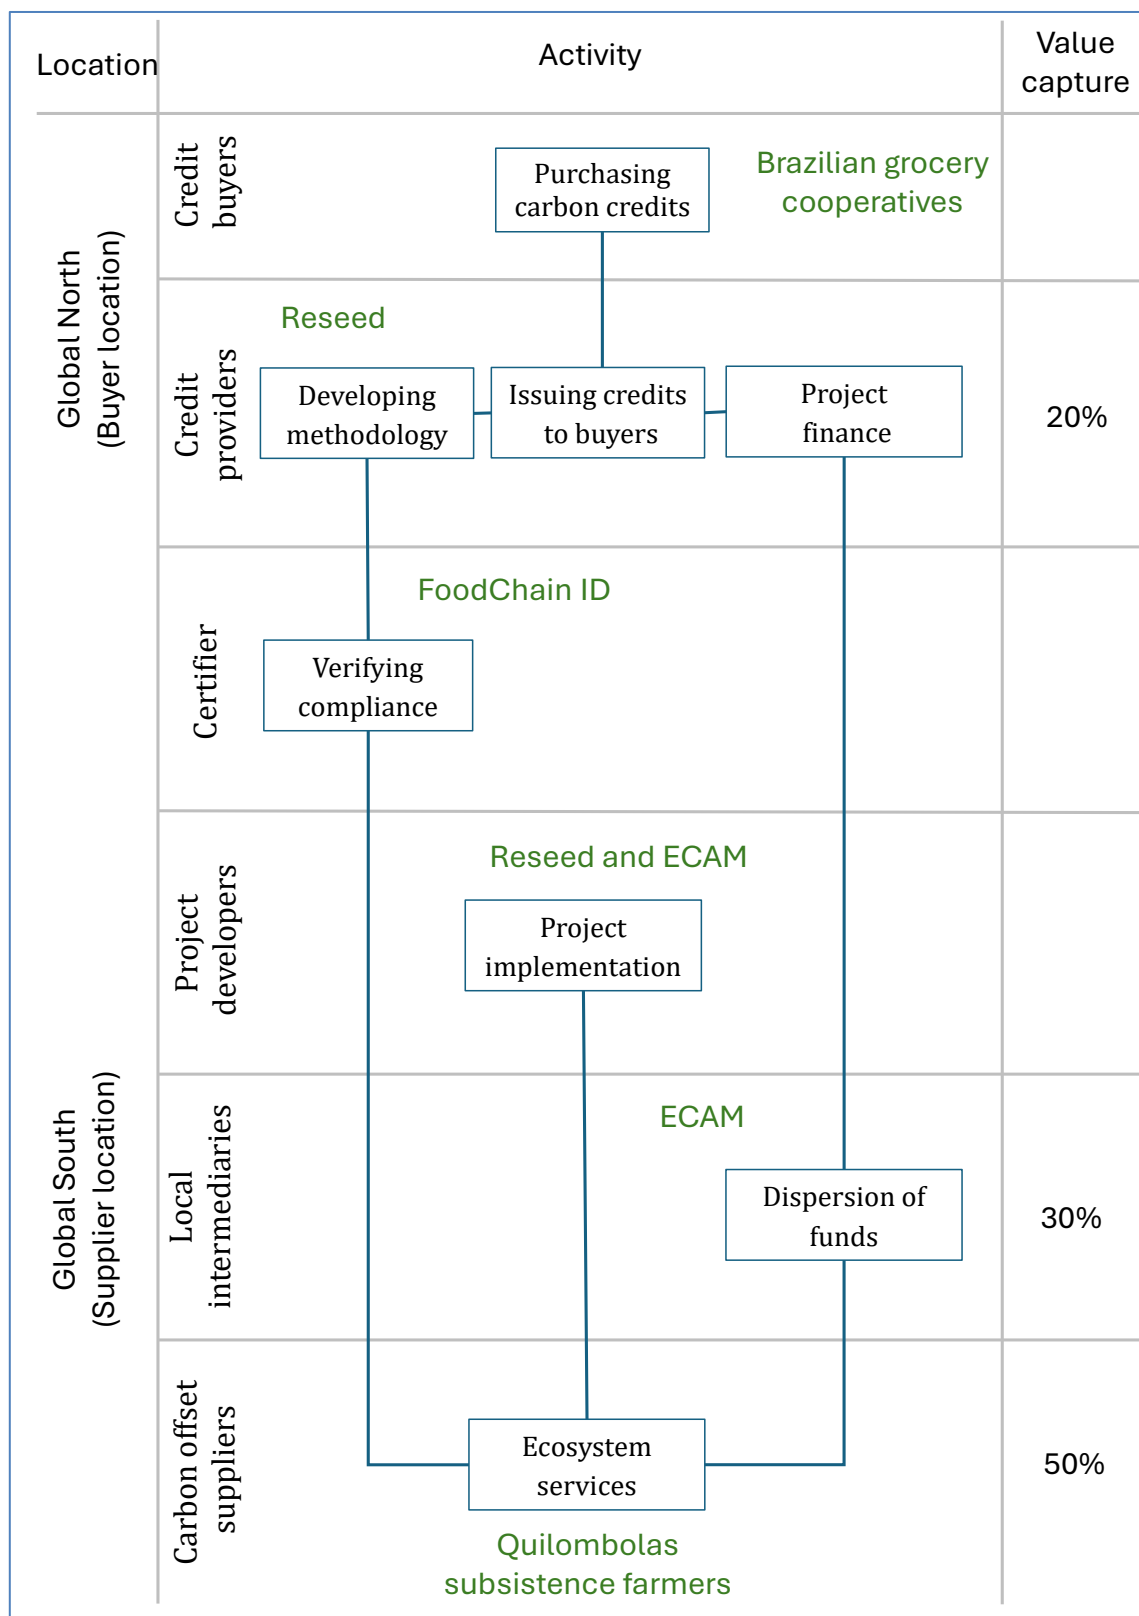 Location
Activity
Value
capture
Global North
(Buyer location)
Credit
buyers
Purchasing
carbon credits
Brazilian grocery
cooperatives
Credit
providers
Reseed
Developing
methodology
Issuing credits
to buyers
Project
finance
20%
Certifier
FoodChain ID
Verifying
compliance
Global South
(Supplier location)
Project
developers
Reseed and ECAM
Project
implementation
Local
intermediaries
ECAM
Dispersion of
funds
30%
Carbon offset
suppliers
Ecosystem
services
50%
Quilombolas
subsistence farmers